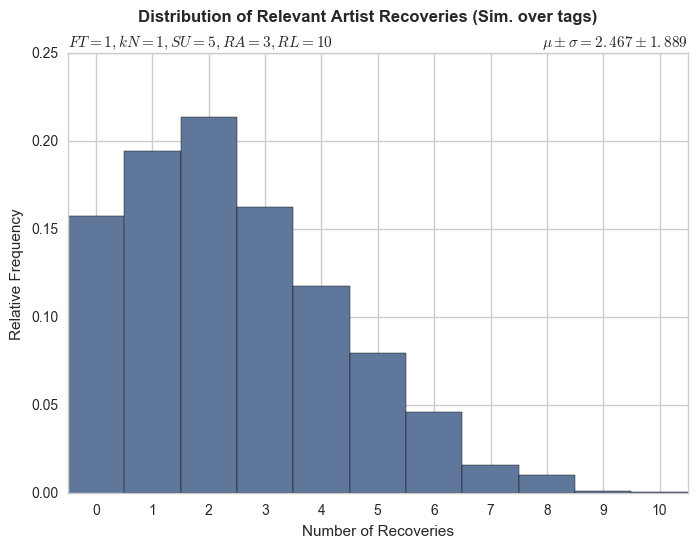 Distribution of Relevant Artist Recoveries (Sim. over tags)
FT = 1, kN = 1, SU = 5, RA = 3, RL = 10
μ ± σ = 2.467 ± 1.889
0.25
0.20
0.15
0.10
0.05
0.00
Relative Frequency
0 1 2 3 4 5 6 7 8 9 10
Number of Recoveries